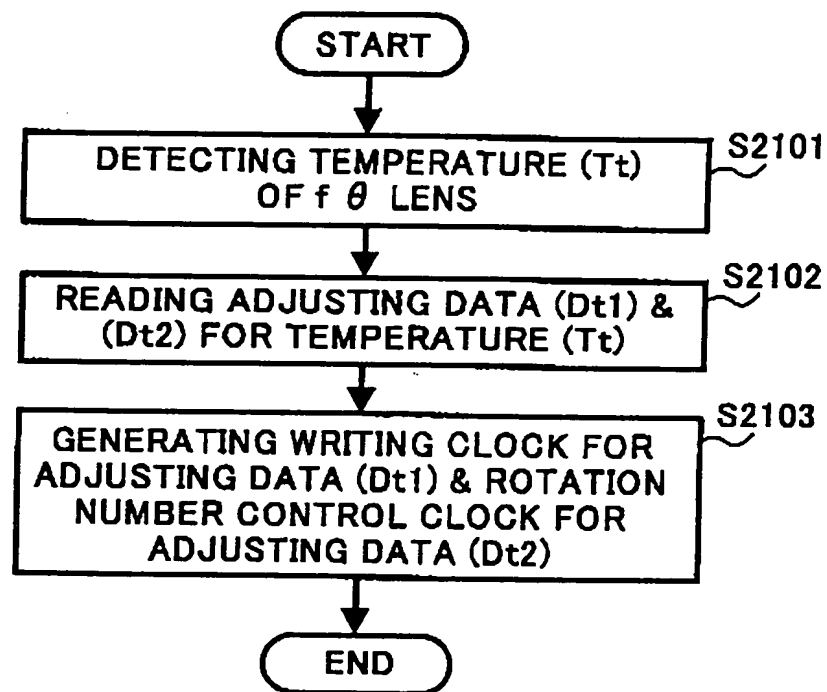 START
DETECTING TEMPERATURE (Tt)
OF f θ LENS
S2101
READING ADJUSTING DATA (Dt1) &
(Dt2) FOR TEMPERATURE (Tt)
S2102
GENERATING WRITING CLOCK FOR
ADJUSTING DATA (Dt1) & ROTATION
NUMBER CONTROL CLOCK FOR
ADJUSTING DATA (Dt2)
S2103
END